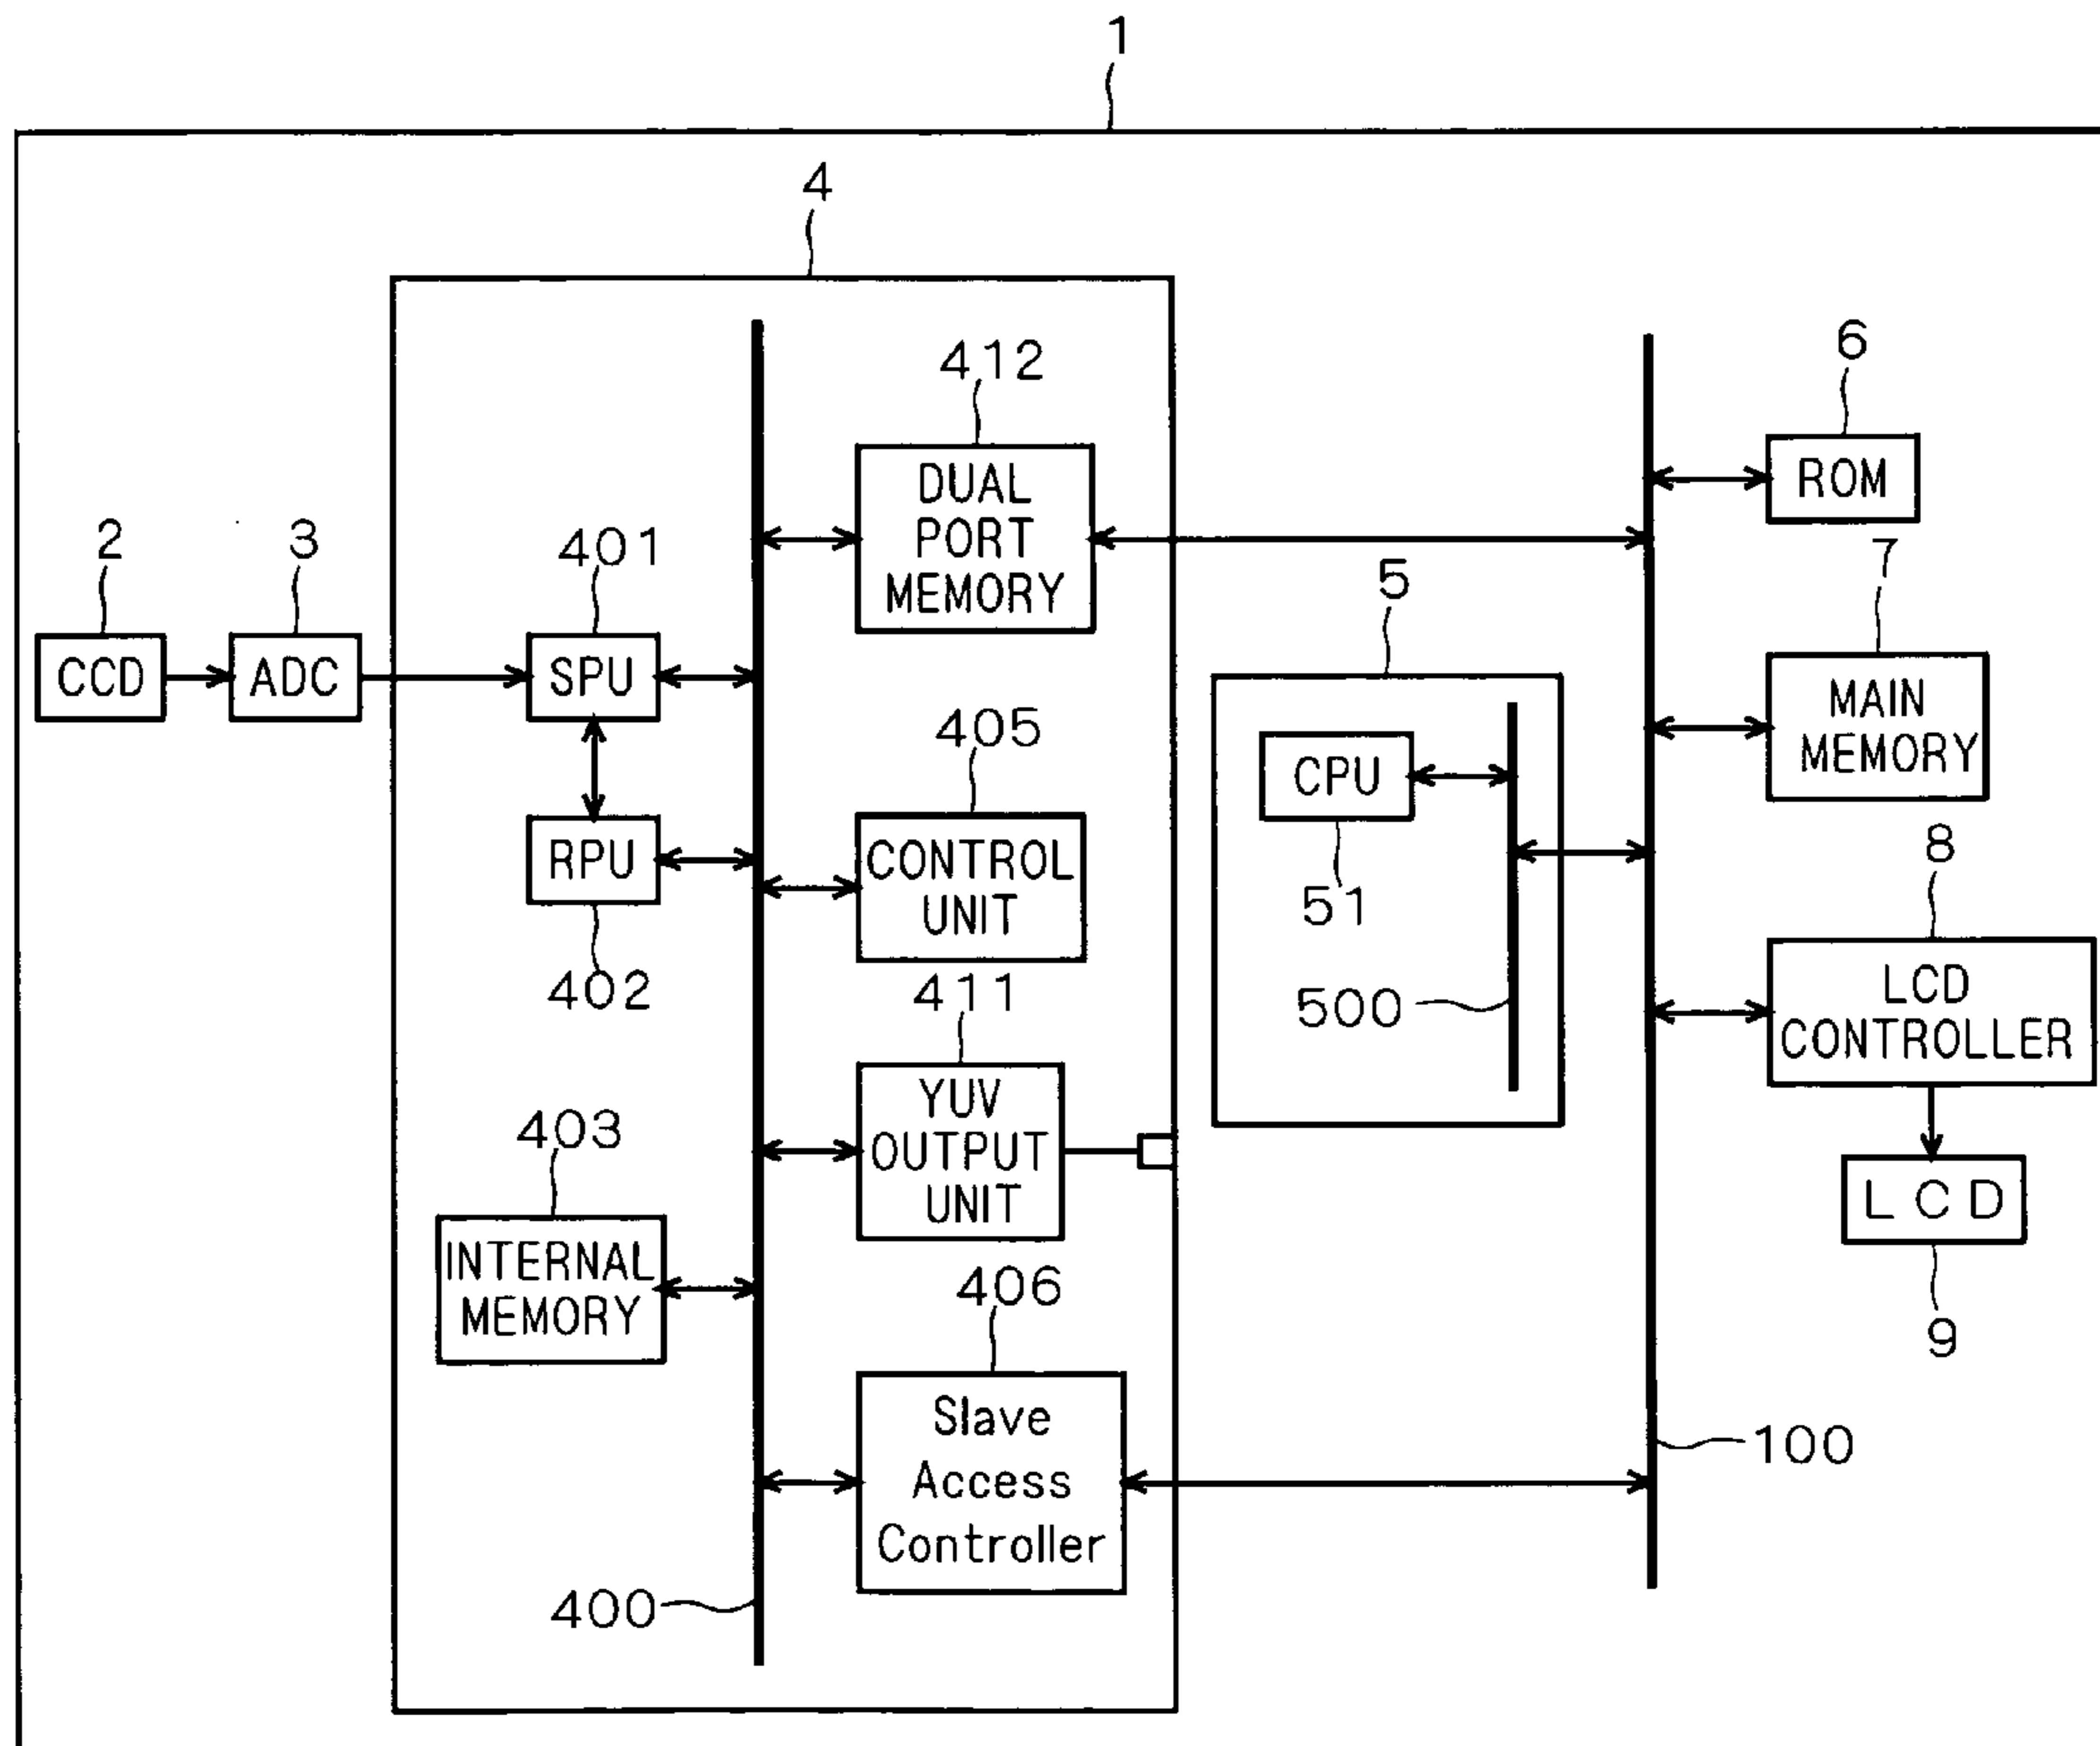 1
4
412
DUAL
PORT
MEMORY
6
ROM
2
3
401
CCD
ADC
SPU
5
7
MAIN
MEMORY
405
CPU
51
RPU
402
CONTROL
UNIT
500
8
LCD
CONTROLLER
411
YUV
OUTPUT
UNIT
403
INTERNAL
MEMORY
LCD
9
406
Slave
Access
Controller
100
400